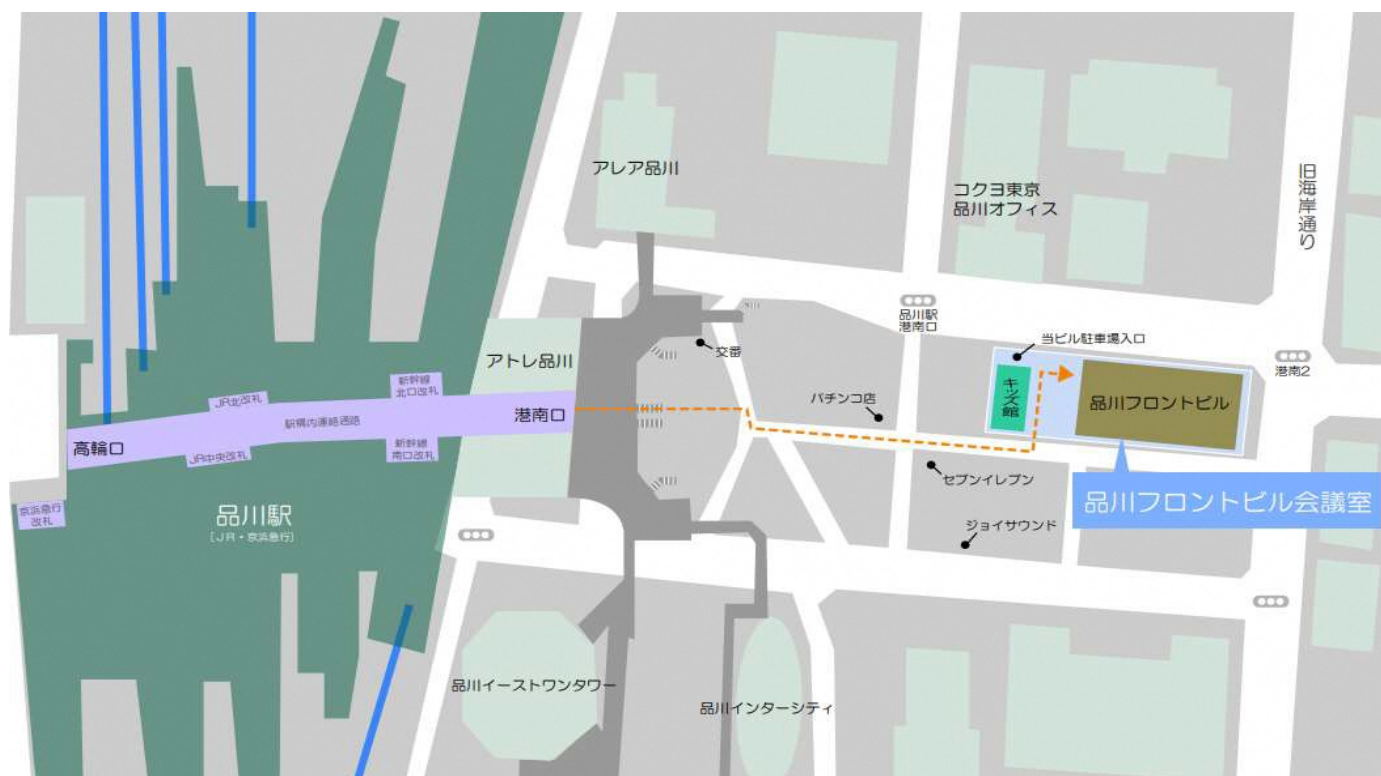 アレア品川
コクヨ東京
品川オフィス
旧海岸通り
品川駅
港南口
交番
当ビル駐車場入口
港南2
アトレ品川
新幹線
北口改札
JR北改札
駅構内連絡通路
港南口
高輪口
JR中央改札
新幹線
南口改札
パチンコ店
キッズ館
品川フロントビル
セブンイレブン
品川フロントビル会議室
京浜急行
改札
品川駅
(JR・京浜急行)
ジョイサウンド
品川イーストワンタワー
品川インターシティ